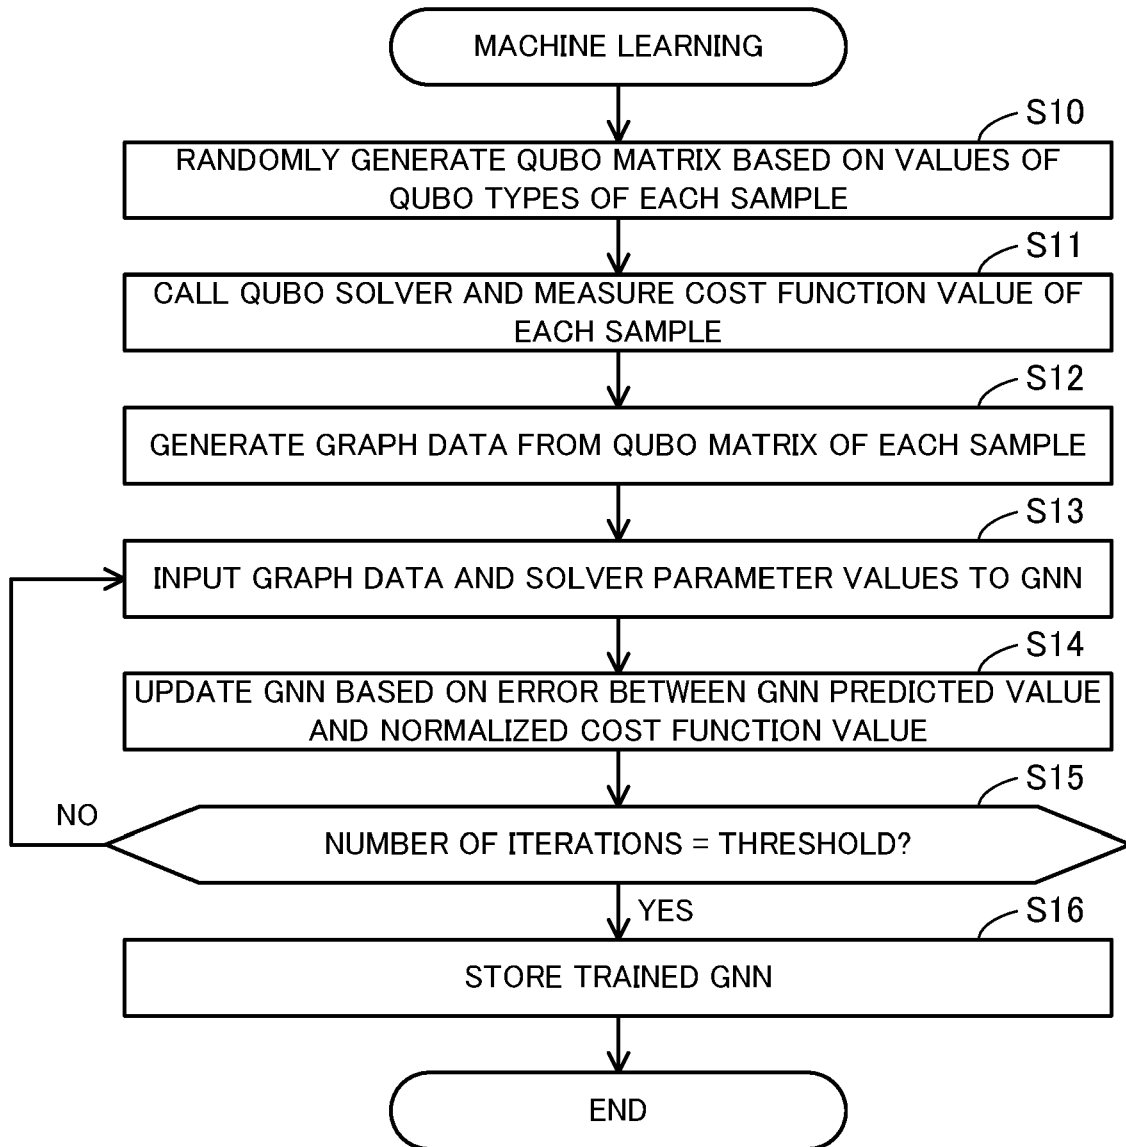 MACHINE LEARNING
S10
RANDOMLY GENERATE QUBO MATRIX BASED ON VALUES OF
QUBO TYPES OF EACH SAMPLE
S11
CALL QUBO SOLVER AND MEASURE COST FUNCTION VALUE OF
EACH SAMPLE
S12
GENERATE GRAPH DATA FROM QUBO MATRIX OF EACH SAMPLE
S13
INPUT GRAPH DATA AND SOLVER PARAMETER VALUES TO GNN
S14
UPDATE GNN BASED ON ERROR BETWEEN GNN PREDICTED VALUE
AND NORMALIZED COST FUNCTION VALUE
S15
NO
NUMBER OF ITERATIONS = THRESHOLD?
YES
S16
STORE TRAINED GNN
END